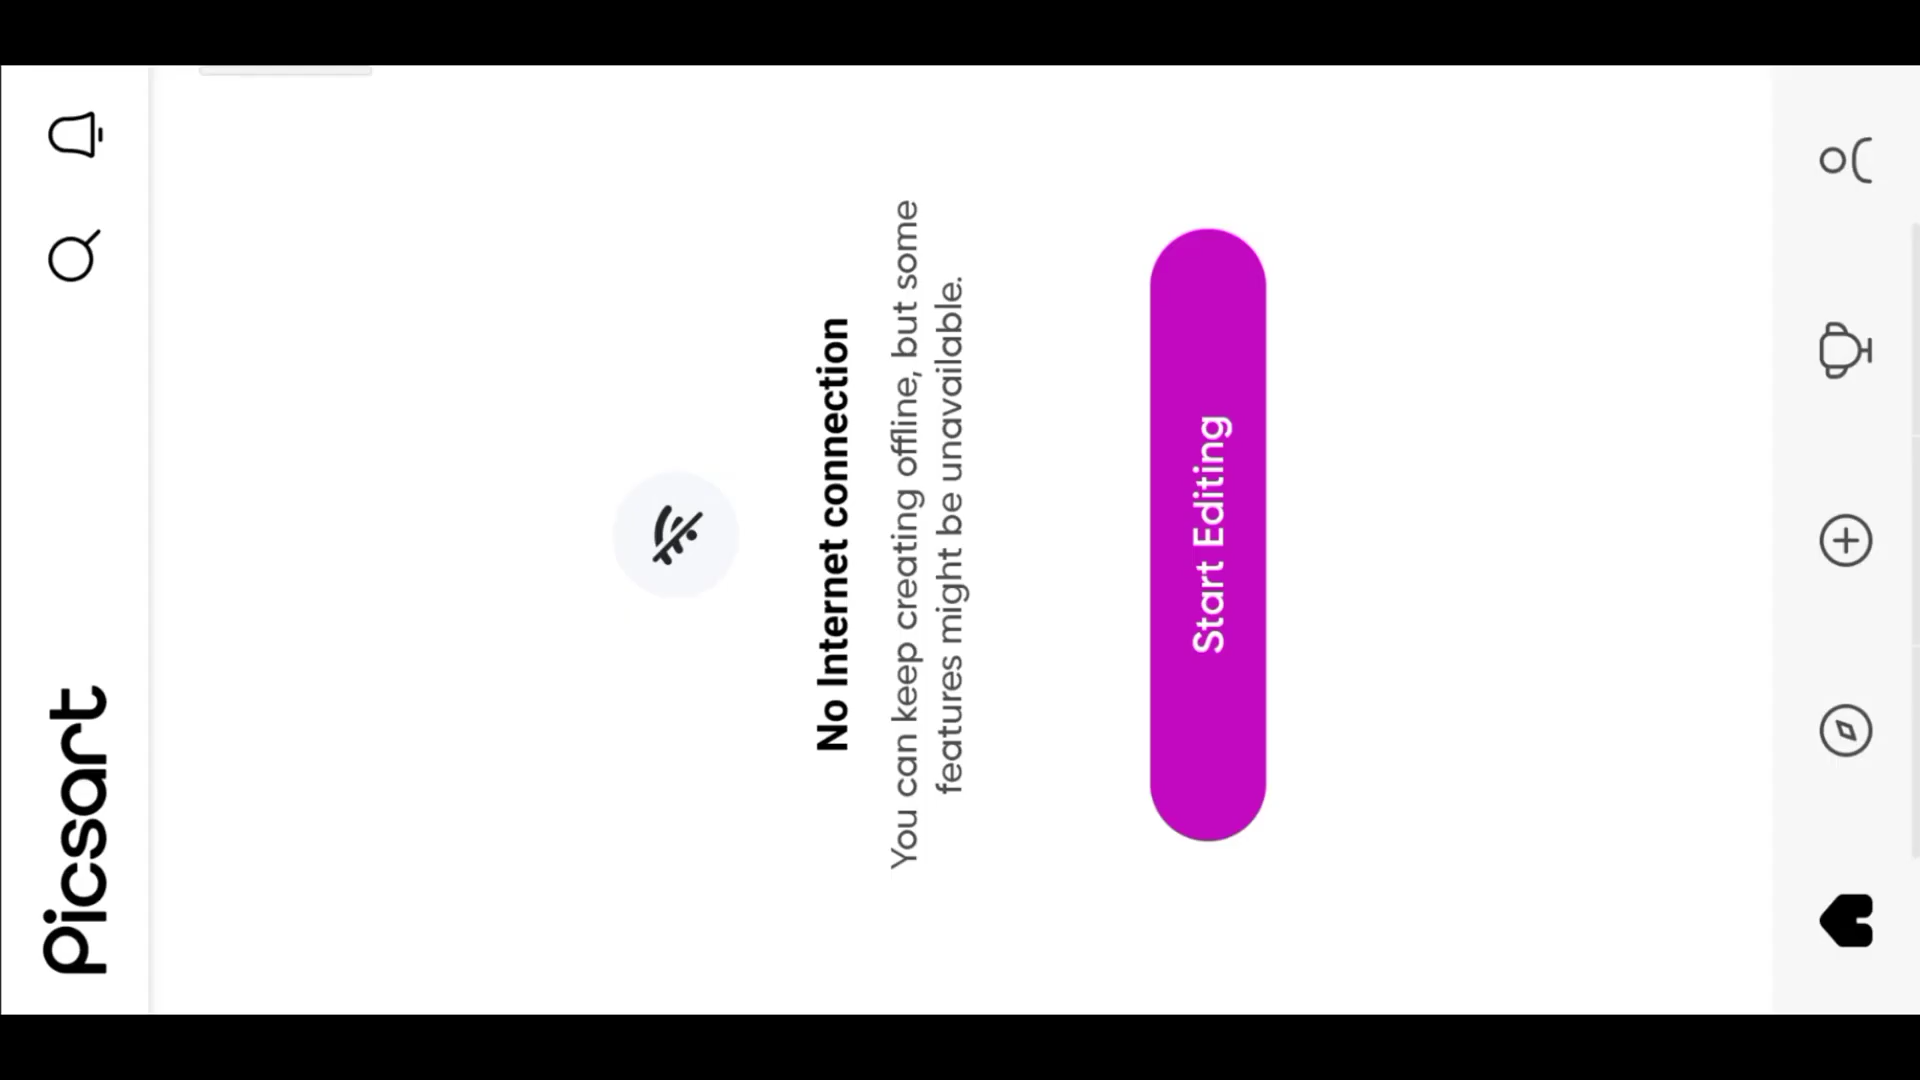 picsart
No Internet connection
You can keep creating offline, but some
features might be unavailable.
Start Editing